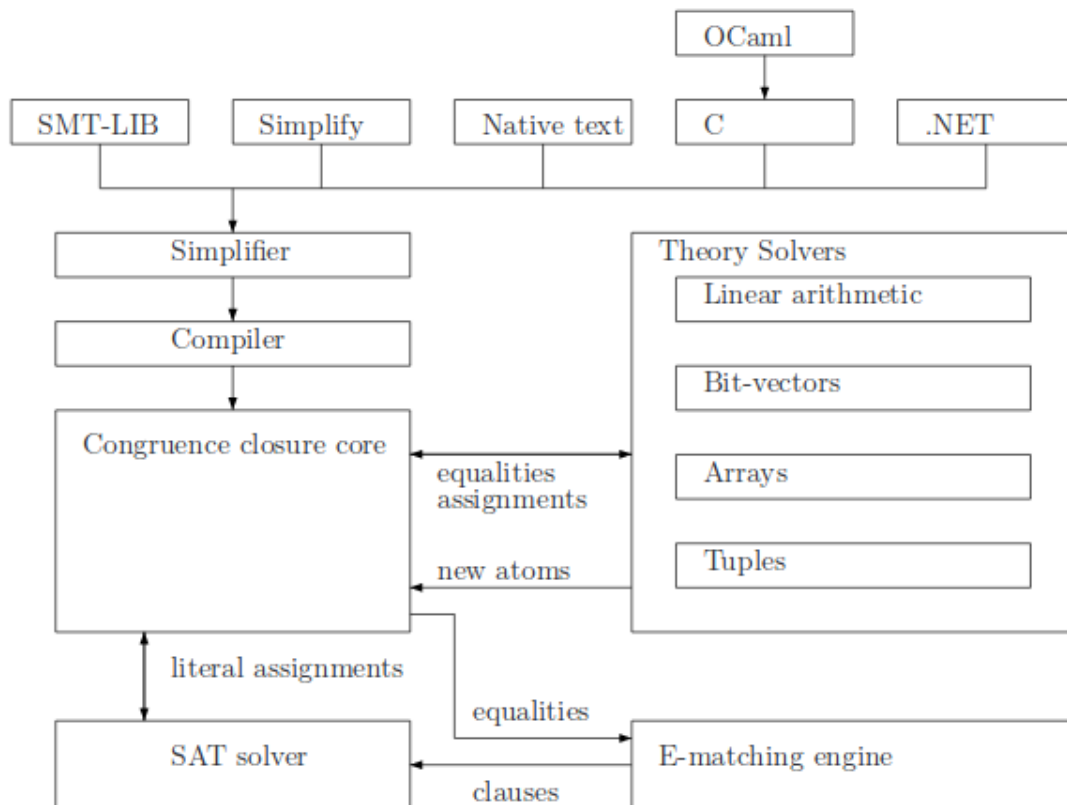 OCaml
SMT-LIB
Simplify
Native text
C
.NET
Simplifier
Compiler
Congruence closure core
equalities
assignments
new atoms
Theory Solvers
Linear arithmetic
Bit-vectors
Arrays
Tuples
literal assignments
equalities
SAT solver
clauses
E-matching engine